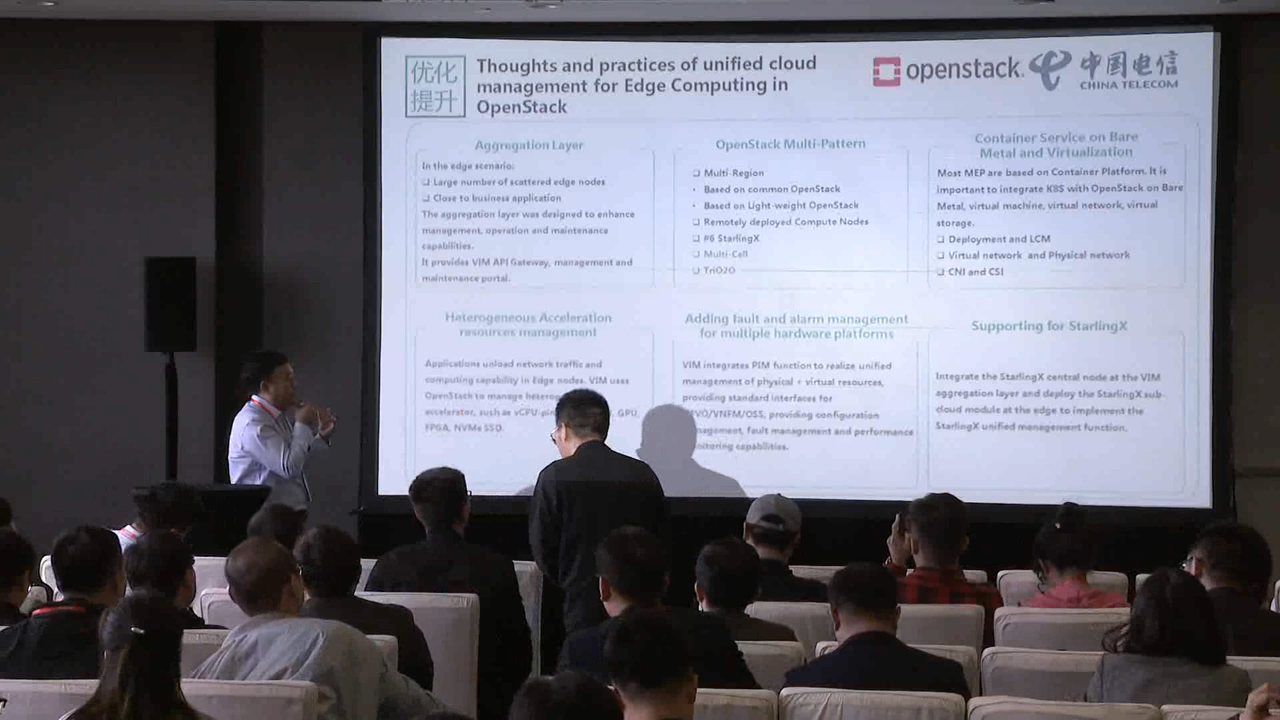 优化
提升
Thoughts and practices of unified cloud
management for Edge Computing in
OpenStack
openstack.
中国电信
CHINA TELECOM
Aggregation Layer
In the edge scenario:
❑ Large number of scattered edge nodes
❑ Close to business application
The aggregation layer was designed to enhance
management, operation and maintenance
capabilities.
It provides VIM API Gateway, management and
maintenance portal.
OpenStack Multi-Pattern
❑ Multi-Region
• Based on common OpenStack
• Based on Light-weight OpenStack
❑ Remotely deployed Compute Nodes
❑ #6 StarlingX
❑ Multi-Cell
❑ TriO2O
Container Service on Bare
Metal and Virtualization
Most MEP are based on Container Platform. It is
important to integrate K8S with OpenStack on Bare
Metal, virtual machine, virtual network, virtual
storage.
❑ Deployment and LCM
❑ Virtual network and Physical network
❑ CNI and CSI
Heterogeneous Acceleration
resources management
Applications unload network traffic and
computing capability in Edge nodes. VIM uses
OpenStack to manage
accelerator, such as GPU,
FPGA, NVMe SSD.
Adding fault and alarm management
for multiple hardware platforms
VIM integrates PIM function to realize unified
management of physical + virtual resources,
providing standard interfaces for
/VNFM/OSS, providing configuration
fault management and performance
capabilities.
Supporting for StarlingX
Integrate the StarlingX central node at the VIM
aggregation layer and deploy the StarlingX sub-
cloud module at the edge to implement the
StarlingX unified management function.